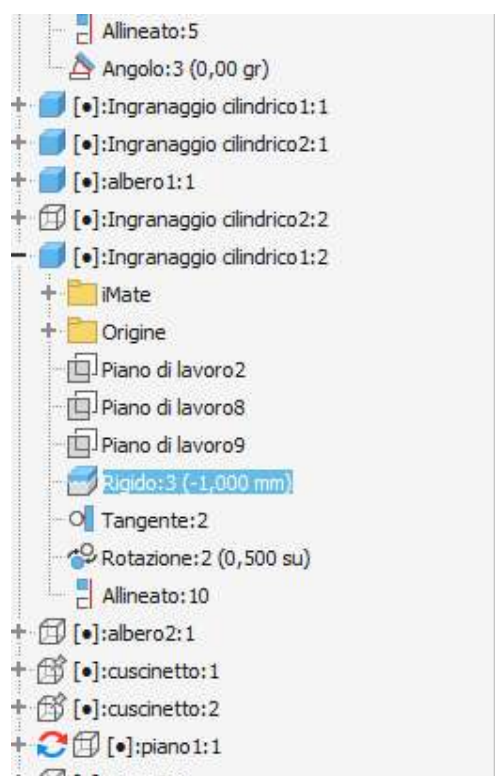 Allineato:5
Angolo:3 (0,00 gr)
[•]:Ingranaggio cilindrico1:1
[•]:Ingranaggio cilindrico2:1
[•]:albero1:1
[•]:Ingranaggio cilindrico2:2
[•]:Ingranaggio cilindrico1:2
iMate
Origine
Piano di lavoro2
Piano di lavoro8
Piano di lavoro9
Rigido:3 (-1,000 mm)
Tangente:2
Rotazione:2 (0,500 su)
Allineato:10
[•]:albero2:1
[•]:cuscinetto:1
[•]:cuscinetto:2
[•]:piano1:1